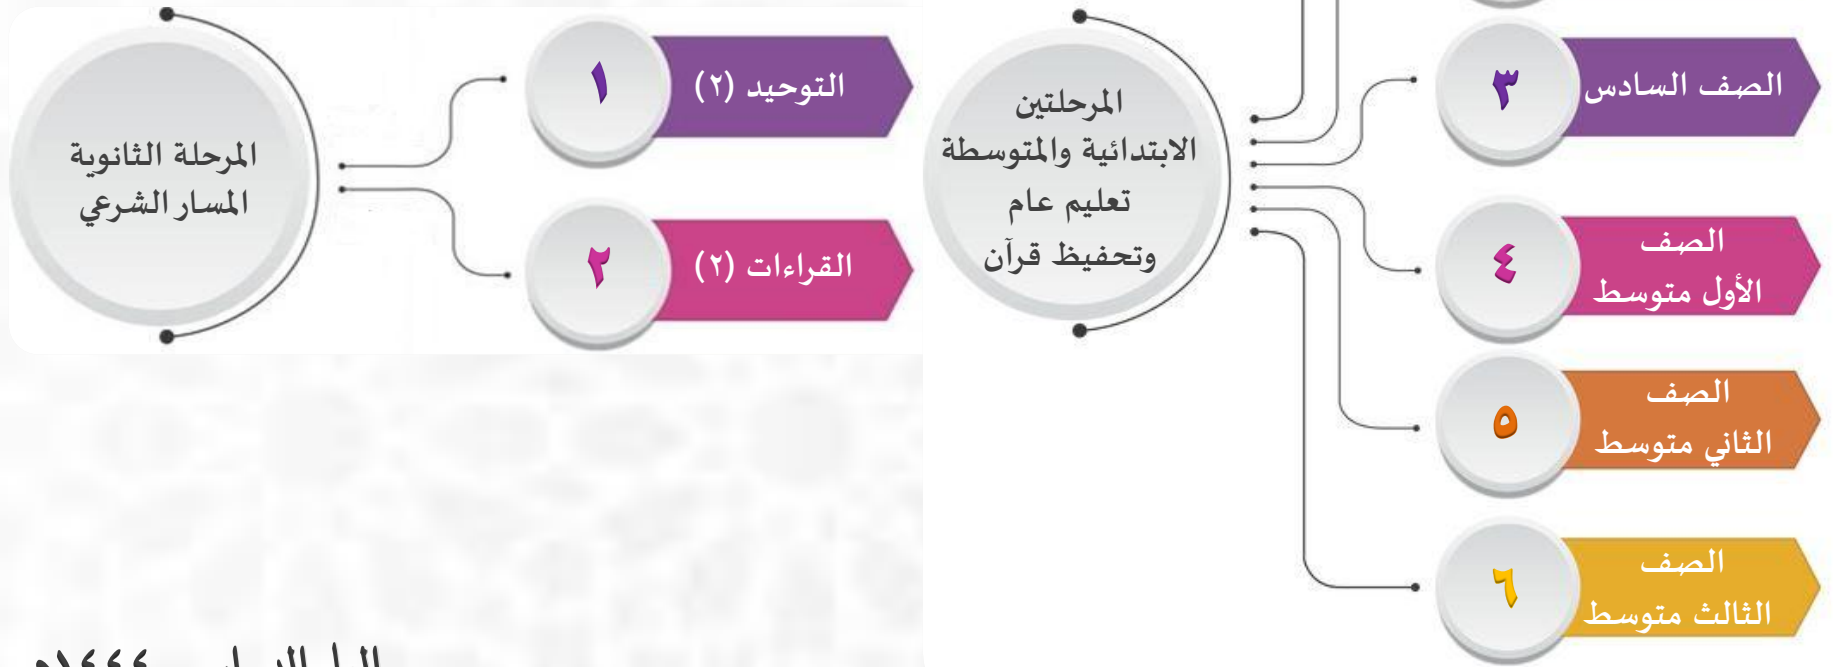 المرحلتين
الابتدائية والمتوسطة
تعليم عام
وتحفيظ قرآن
٣
الصف السادس
٤
الصف
الأول متوسط
٥
الصف
الثاني متوسط
٦
الصف
الثالث متوسط
المرحلة الثانوية
المسار الشرعي
١
التوحيد (٢)
٢
القراءات (٢)